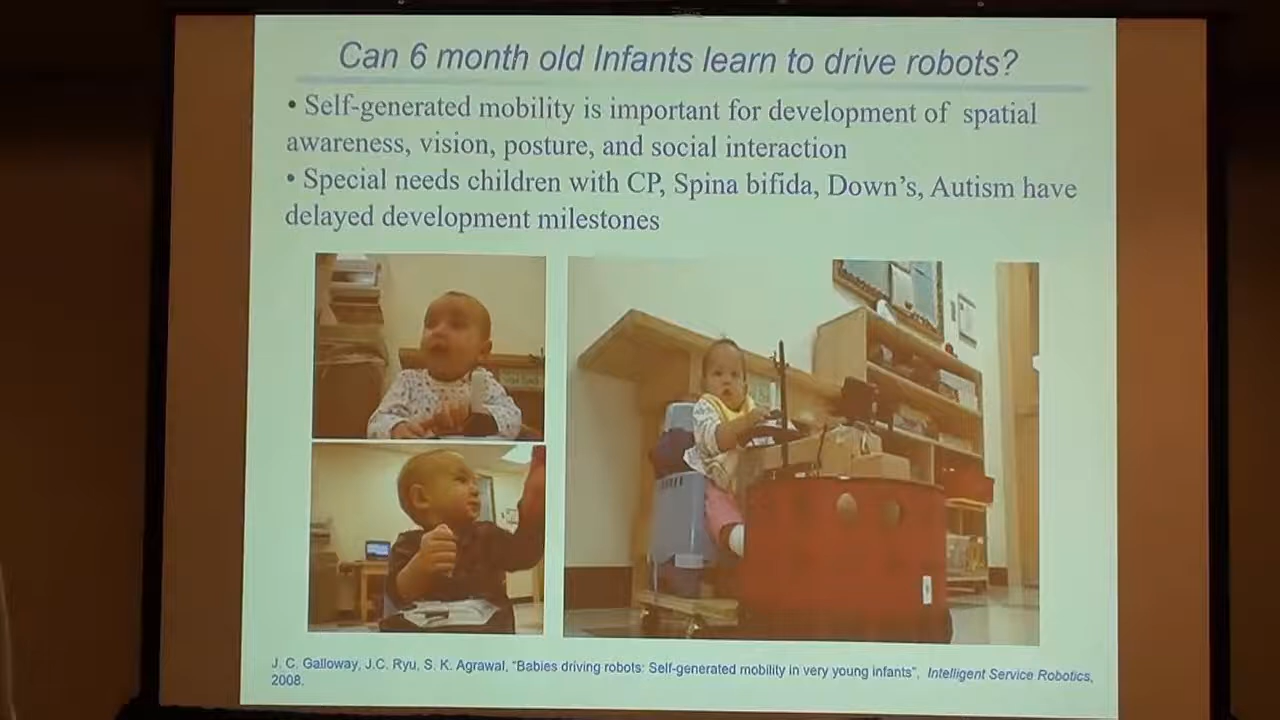 Can 6 month old Infants learn to drive robots?
• Self-generated mobility is important for development of spatial
awareness, vision, posture, and social interaction
• Special needs children with CP, Spina bifida, Down's, Autism have
delayed development milestones
J. C. Galloway, J.C. Ryu, S. K. Agrawal, "Babies driving robots: Self-generated mobility in very young infants", Intelligent Service Robotics,
2008.